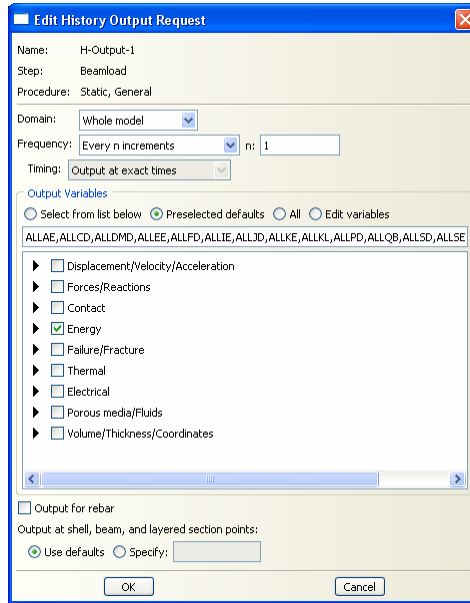 Edit History Output Request
Name: H-Output-1
Step: Beamload
Procedure: Static, General
Domain: Whole model
Frequency: Every n increments n: 1
Timing: Output at exact times
Output Variables
Select from list below Preselected defaults All Edit variables
ALLAE,ALLCD,ALLDMD,ALLEE,ALLFD,ALLIE,ALLJD,ALLKE,ALLKL,ALLPD,ALLQB,ALLSD,ALLSE
Displacement/Velocity/Acceleration
Forces/Reactions
Contact
Energy
Failure/Fracture
Thermal
Electrical
Porous media/Fluids
Volume/Thickness/Coordinates
Output for rebar
Output at shell, beam, and layered section points:
Use defaults Specify:
OK Cancel